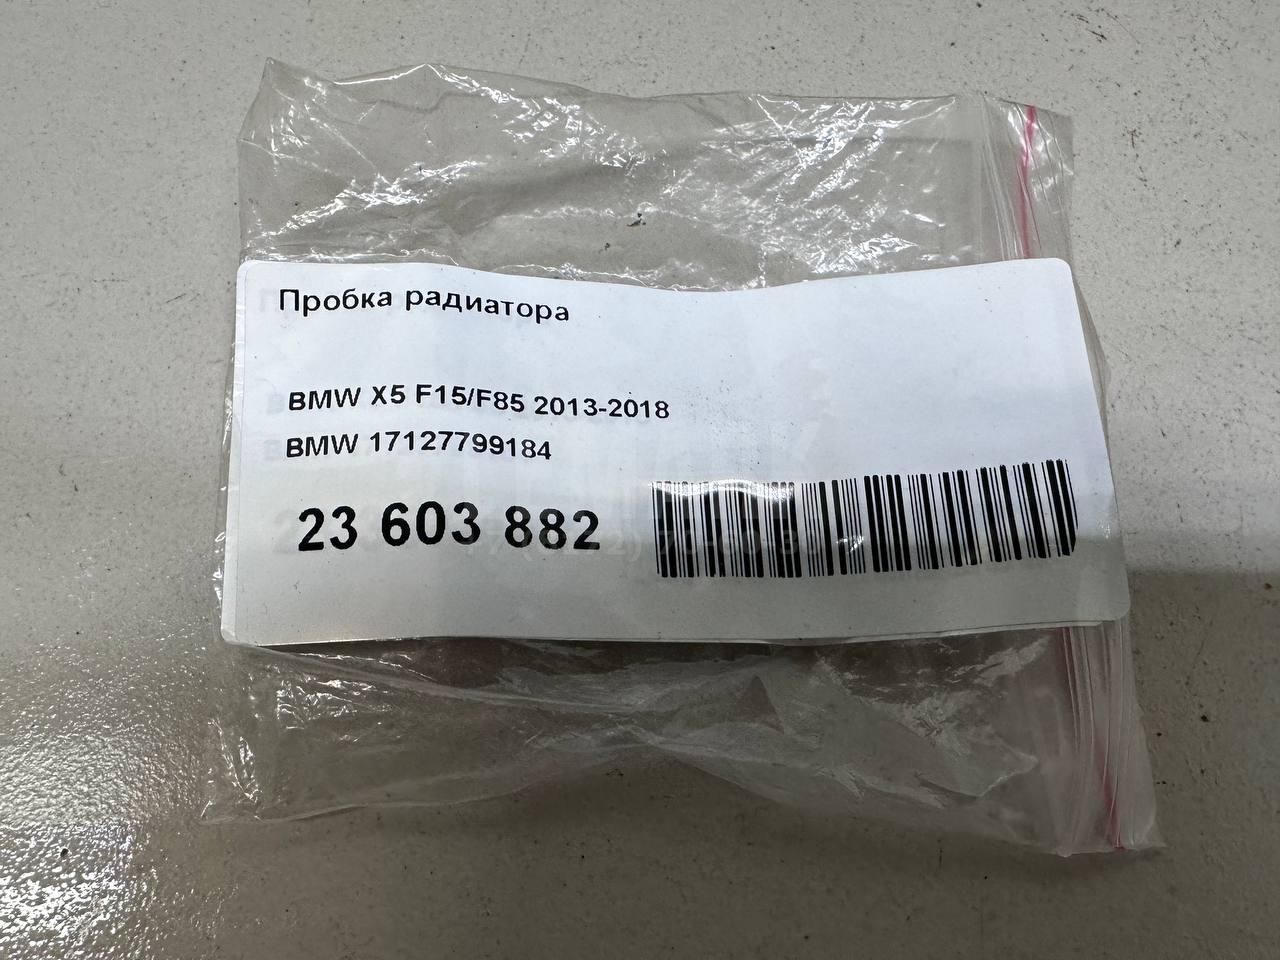 Пробка радиатора
BMW X5 F15/F85 2013-2018
BMW 17127799184
23 603 882